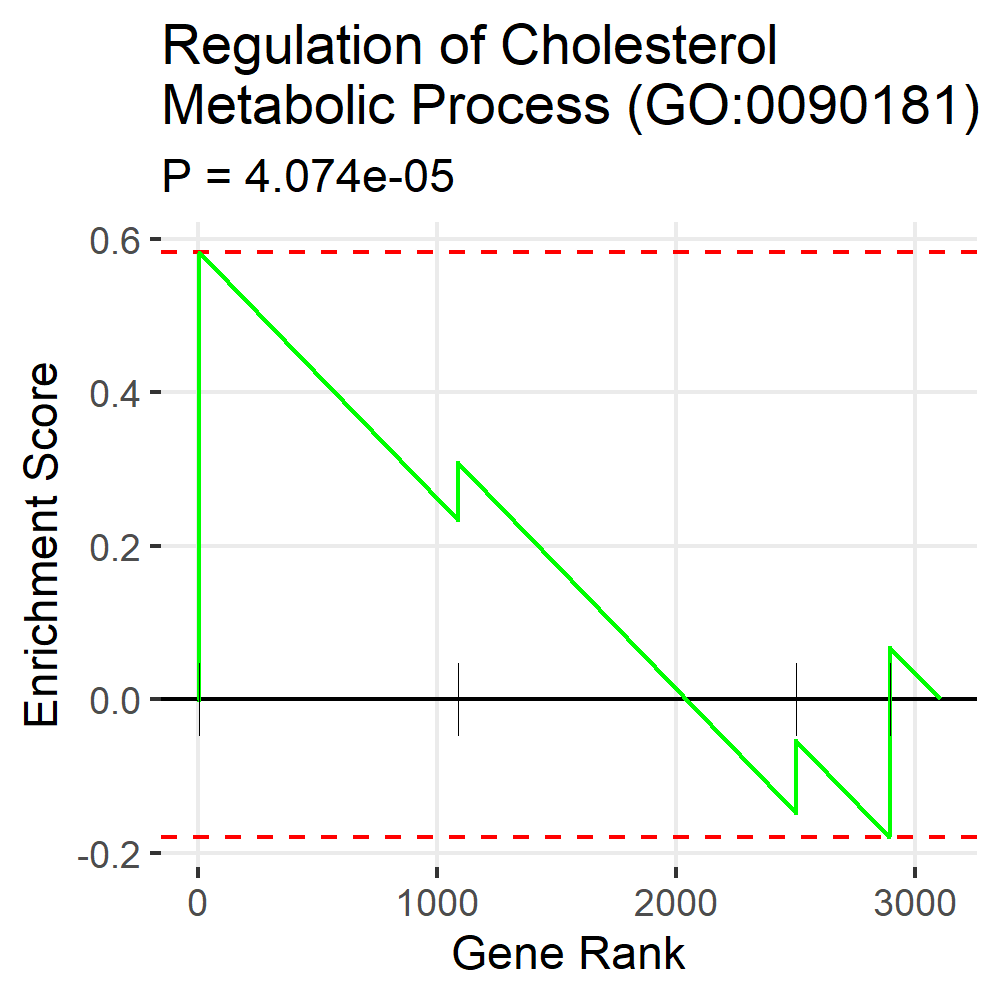 Regulation of Cholesterol
Metabolic Process (GO:0090181)
P = 4.074e-05
0.6
0.4
0.2
0.0
-0.2
Enrichment Score
0
1000
2000
3000
Gene Rank